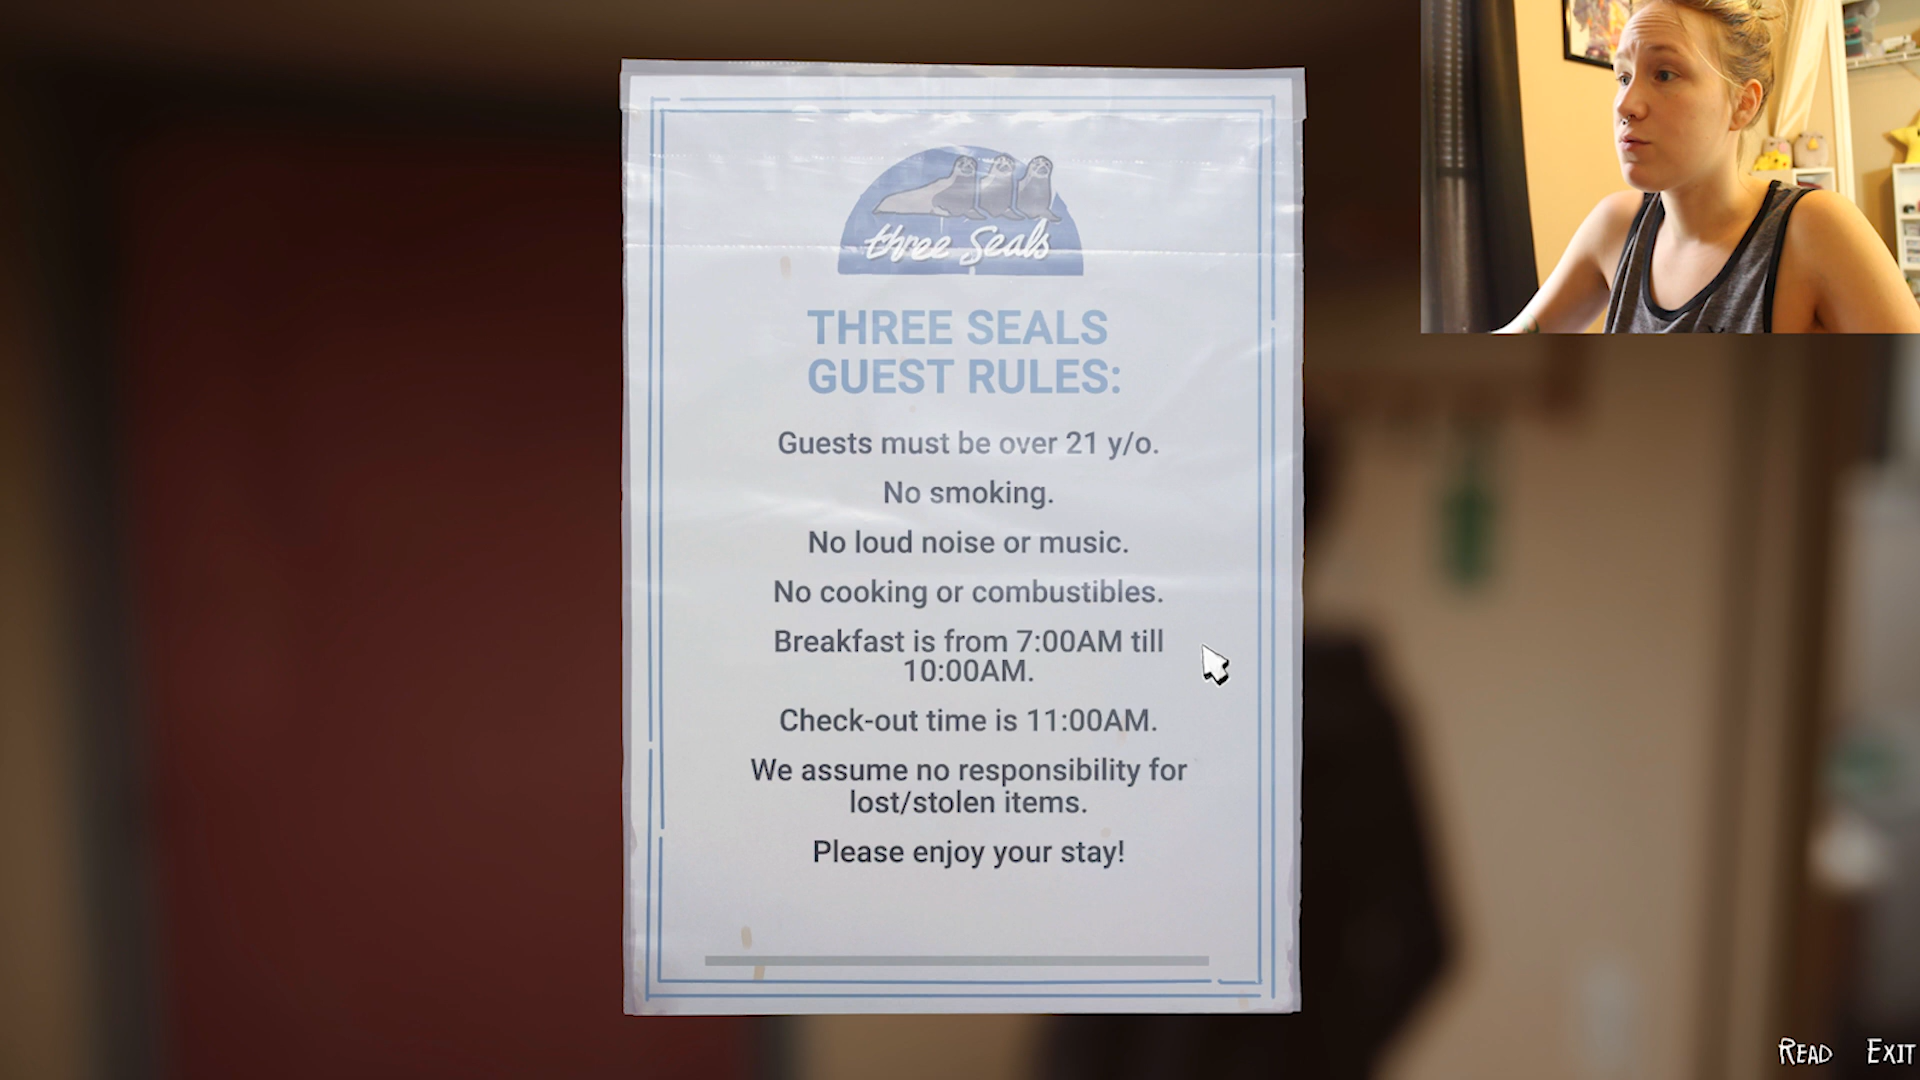 three Seals
THREE SEALS
GUEST RULES:
Guests must be over 21 y/o.
No smoking.
No loud noise or music.
No cooking or combustibles.
Breakfast is from 7:00AM till
10:00AM.
Check-out time is 11:00AM.
We assume no responsibility for
lost/stolen items.
Please enjoy your stay!
READ EXIT